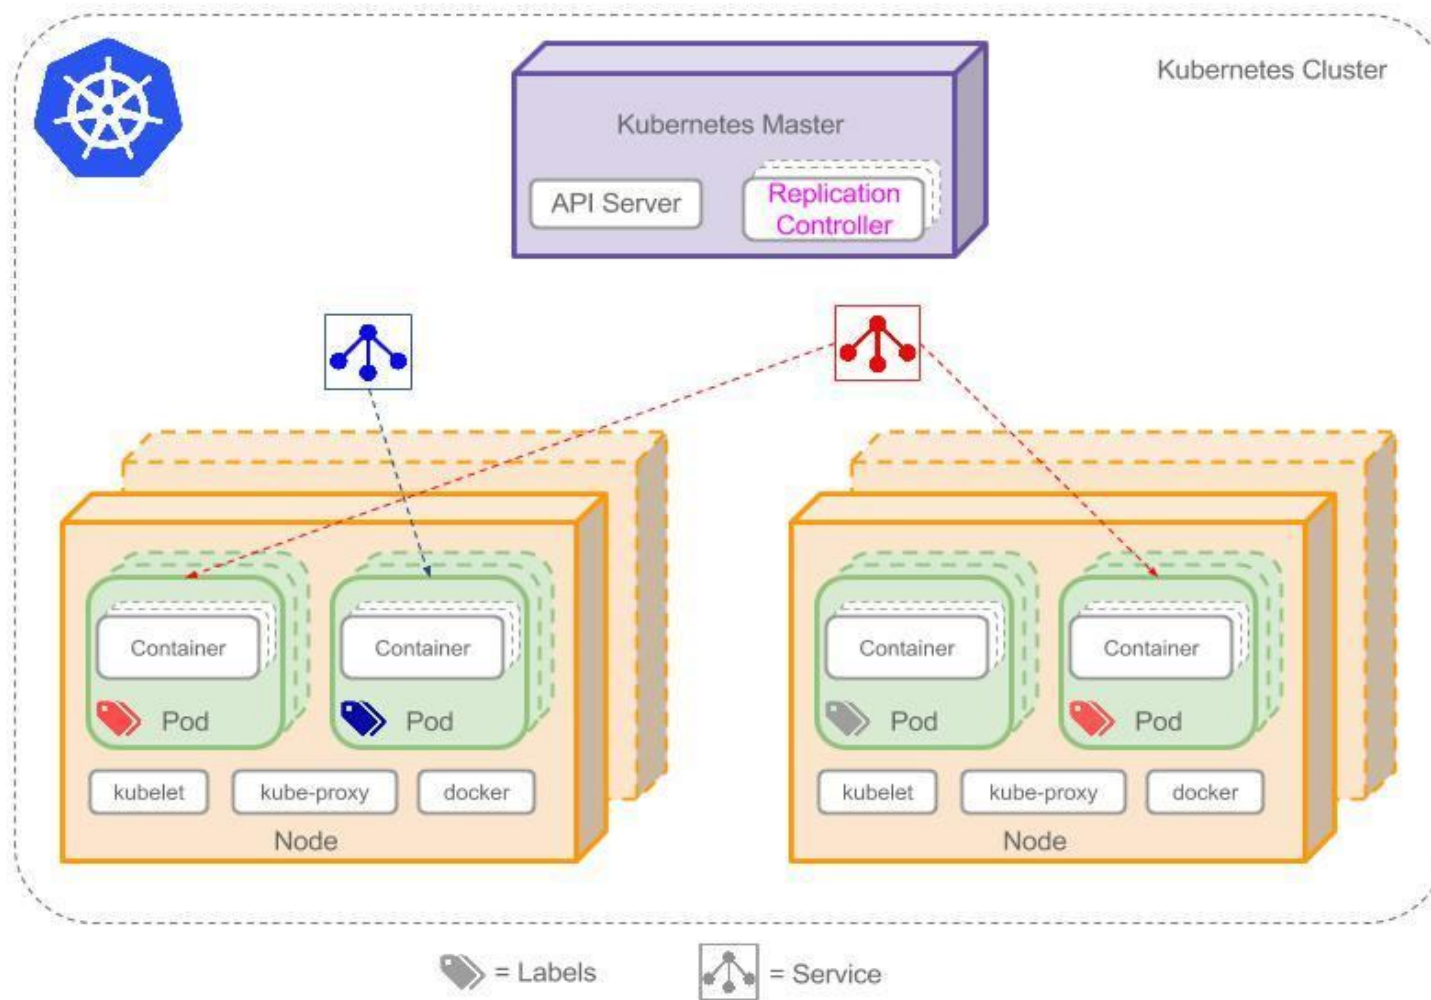 Kubernetes Cluster
Kubernetes Master
API Server
Replication
Controller
Container
Container
Container
Container
Pod
Pod
Pod
Pod
kubelet
kube-proxy
docker
kubelet
kube-proxy
docker
Node
Node
= Labels
= Service